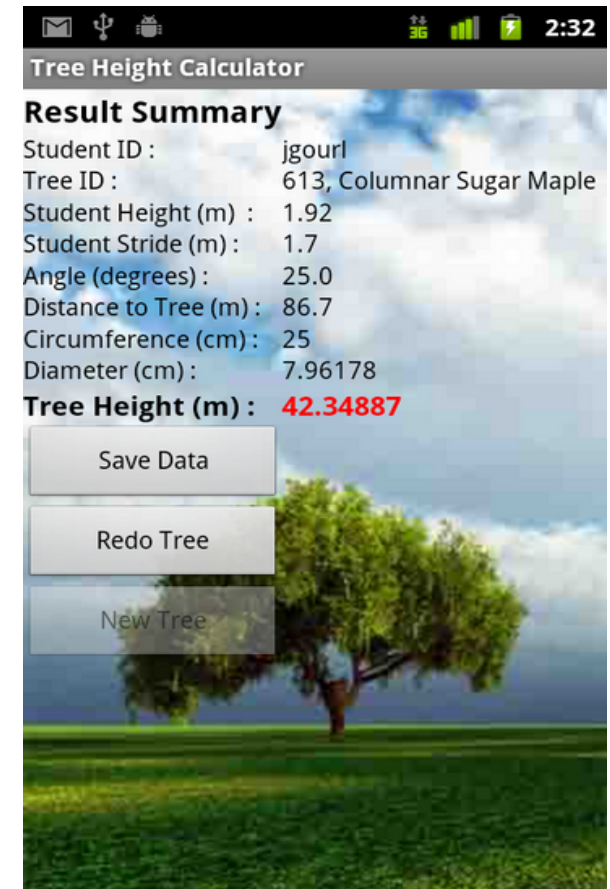 3G 2:32
Tree Height Calculator
Result Summary
Student ID : jgourl
Tree ID : 613, Columnar Sugar Maple
Student Height (m) : 1.92
Student Stride (m) : 1.7
Angle (degrees) : 25.0
Distance to Tree (m) : 86.7
Circumference (cm) : 25
Diameter (cm) : 7.96178
Tree Height (m) : 42.34887
Save Data
Redo Tree
New Tree